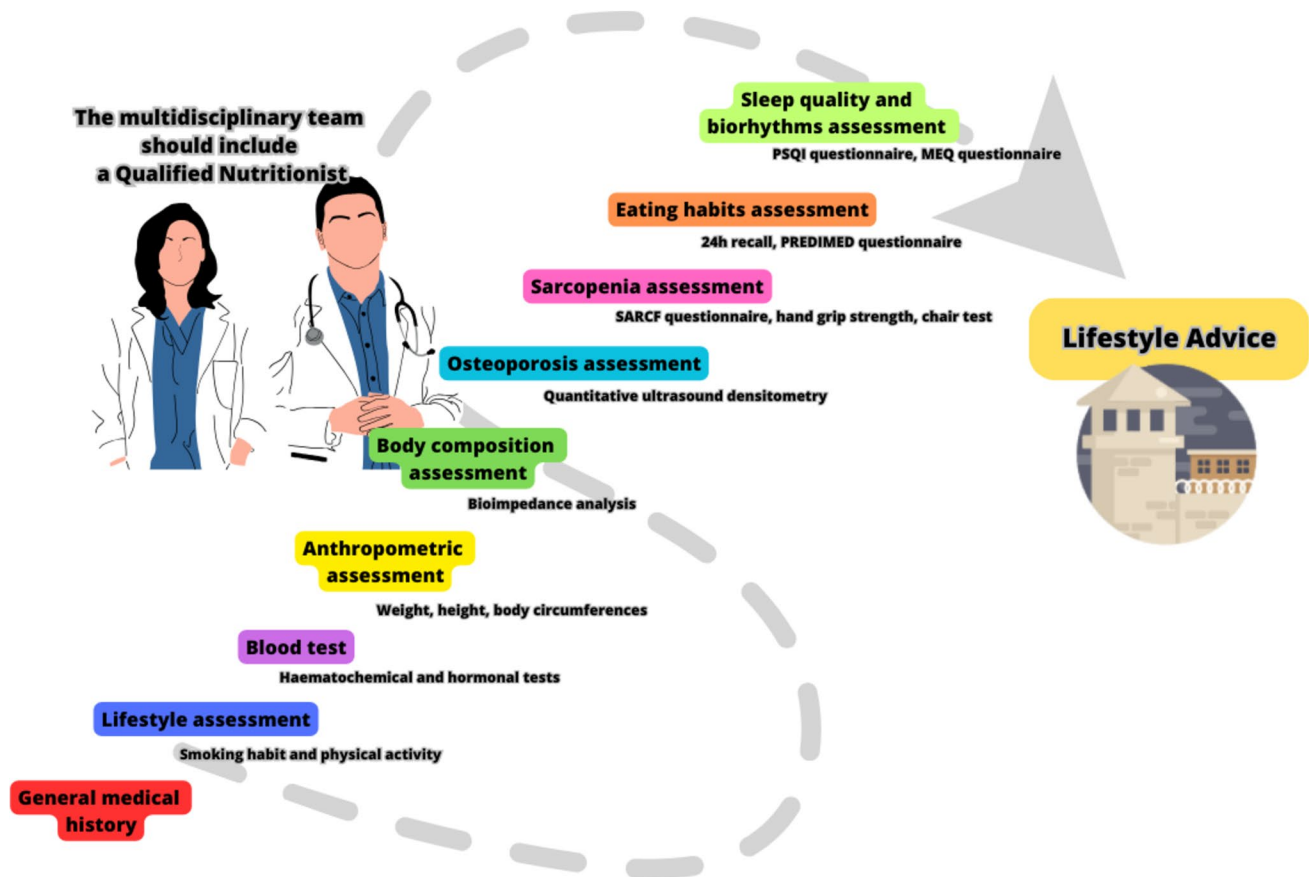 The multidisciplinary team
should include
a Qualified Nutritionist
Sleep quality and
biorhythms assessment
PSQI questionnaire, MEQ questionnaire
Eating habits assessment
24h recall, PREDIMED questionnaire
Sarcopenia assessment
SARCF questionnaire, hand grip strength, chair test
Osteoporosis assessment
Quantitative ultrasound densitometry
Body composition
assessment
Bioimpedance analysis
Anthropometric
assessment
Weight, height, body circumferences
Blood test
Haematochemical and hormonal tests
Lifestyle assessment
Smoking habit and physical activity
General medical
history
Lifestyle Advice